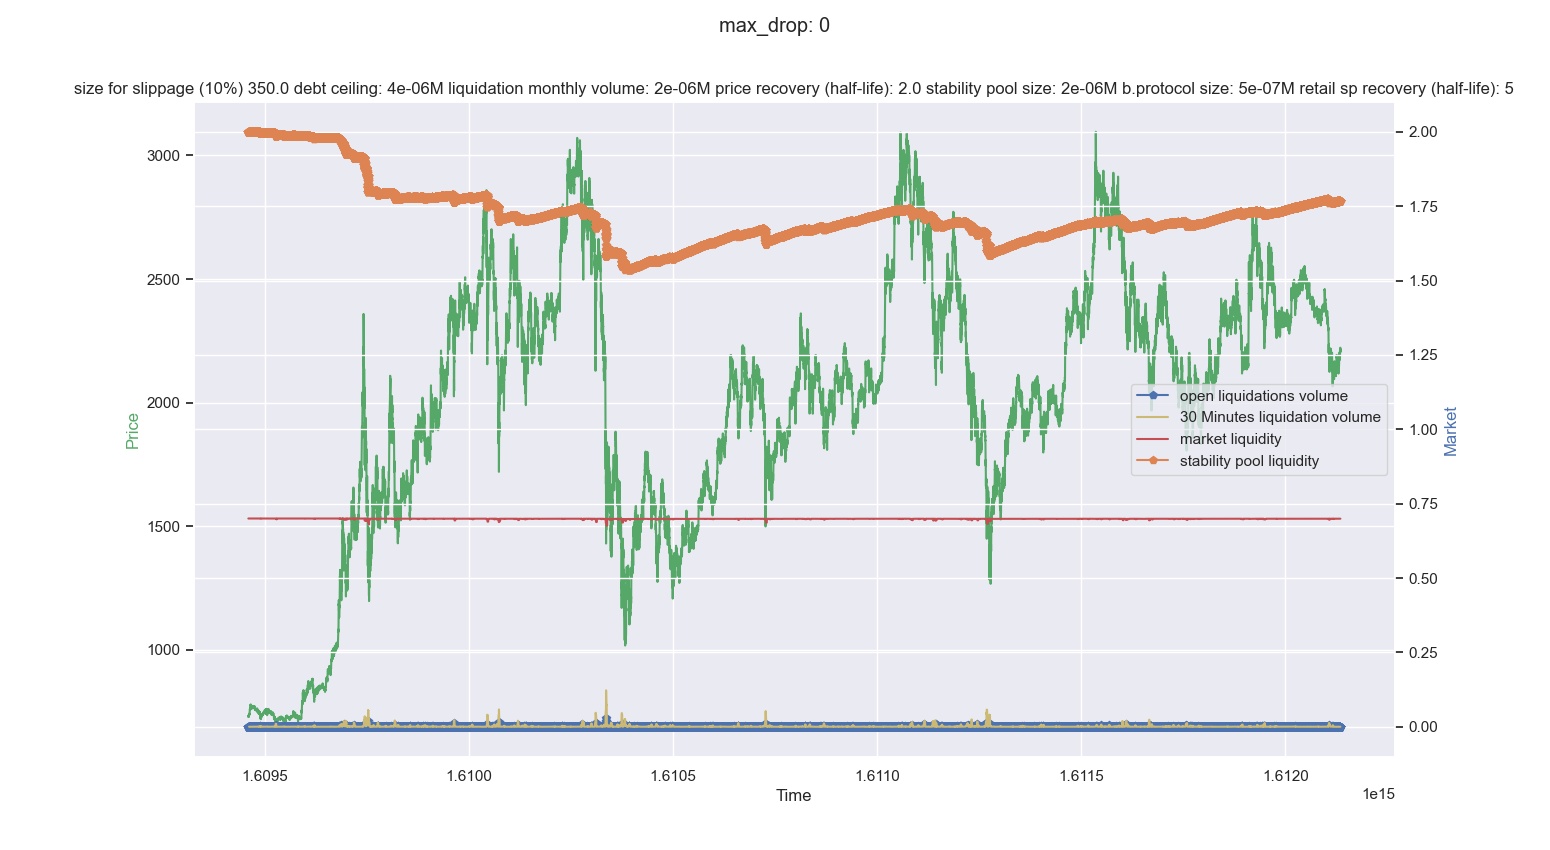 max_drop: 0
size for slippage (10%) 350.0 debt ceiling: 4e-06M liquidation monthly volume: 2e-06M price recovery (half-life): 2.0 stability pool size: 2e-06M b.protocol size: 5e-07M retail sp recovery (half-life): 5
3000
2500
2000
1500
1000
Price
2.00
1.75
1.50
1.25
1.00
0.75
0.50
0.25
0.00
Market
open liquidations volume
30 Minutes liquidation volume
market liquidity
stability pool liquidity
1.6095
1.6100
1.6105
1.6110
1.6115
1.6120
Time
1e15